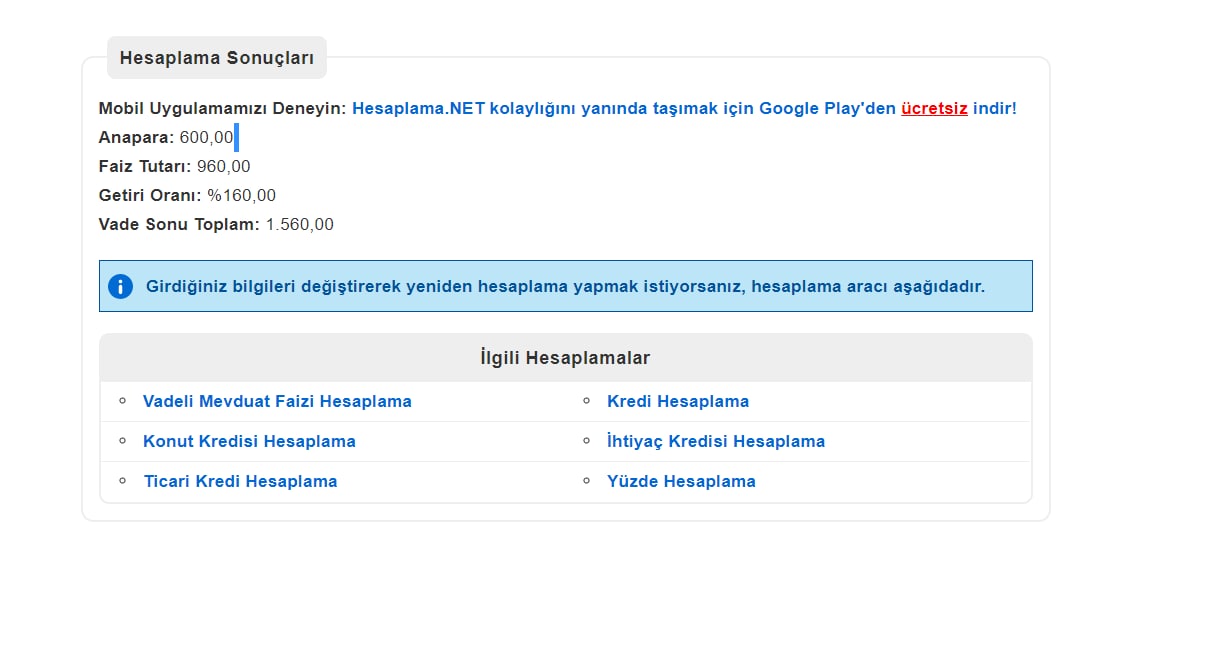 Hesaplama Sonuçları
Mobil Uygulamamızı Deneyin: Hesaplama.NET kolaylığını yanında taşımak için Google Play'den ücretsiz indir!
Anapara: 600,00
Faiz Tutarı: 960,00
Getiri Oranı: %160,00
Vade Sonu Toplam: 1.560,00
Girdiğiniz bilgileri değiştirerek yeniden hesaplama yapmak istiyorsanız, hesaplama aracı aşağıdadır.
İlgili Hesaplamalar
Vadeli Mevduat Faizi Hesaplama
Kredi Hesaplama
Konut Kredisi Hesaplama
İhtiyaç Kredisi Hesaplama
Ticari Kredi Hesaplama
Yüzde Hesaplama